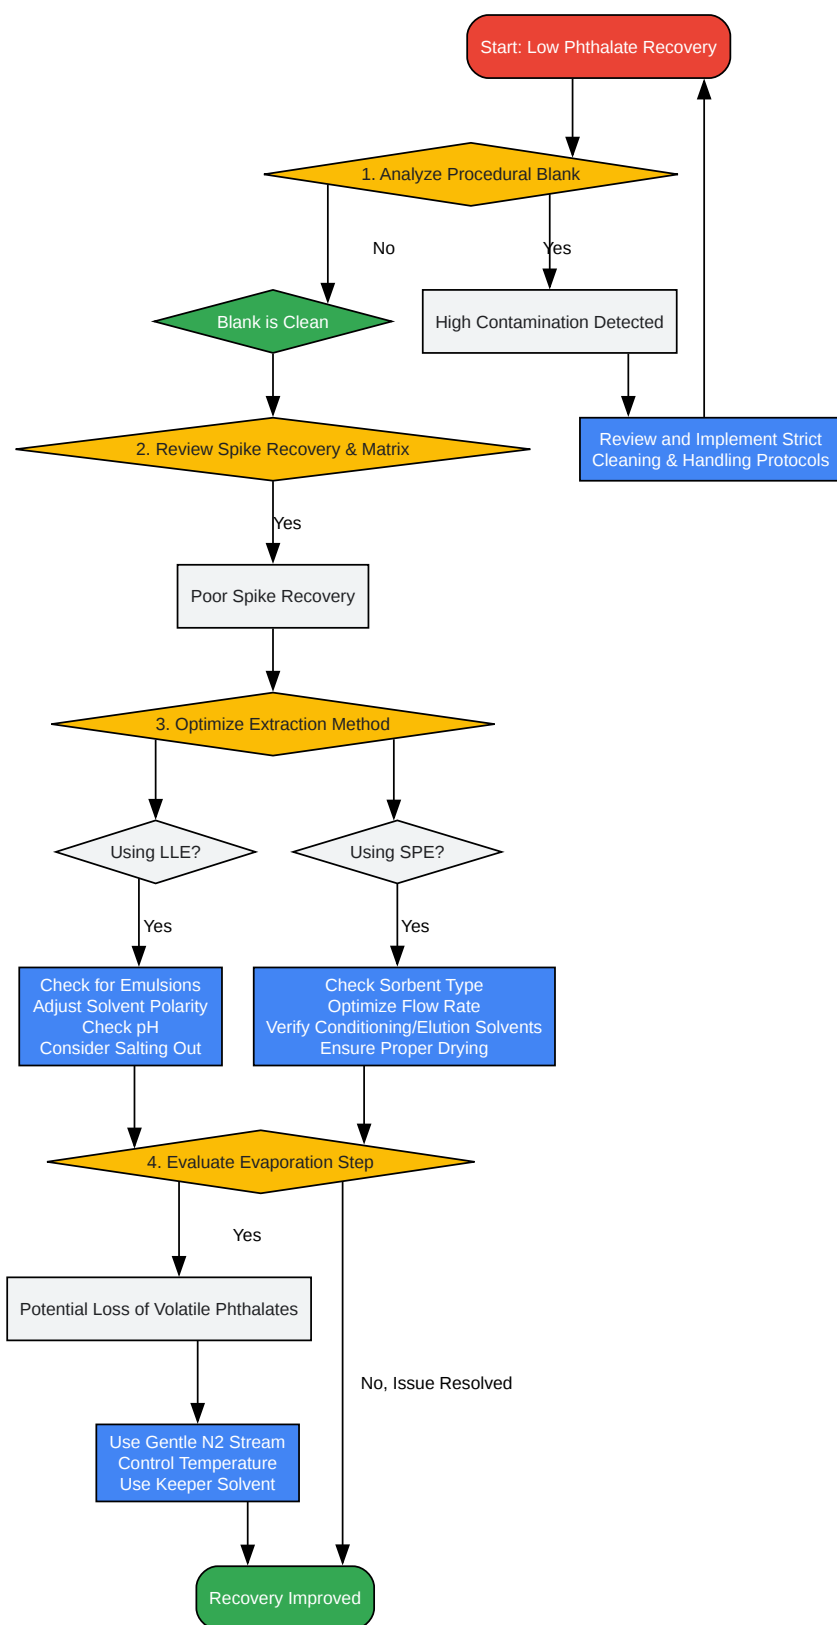 Start: Low Phthalate Recovery
1. Analyze Procedural Blank
No
Yes
Blank is Clean
High Contamination Detected
Review and Implement Strict
Cleaning & Handling Protocols
2. Review Spike Recovery & Matrix
Yes
Poor Spike Recovery
3. Optimize Extraction Method
Using LLE?
Using SPE?
Yes
Yes
Check for Emulsions
Adjust Solvent Polarity
Check pH
Consider Salting Out
Check Sorbent Type
Optimize Flow Rate
Verify Conditioning/Elution Solvents
Ensure Proper Drying
4. Evaluate Evaporation Step
Yes
Potential Loss of Volatile Phthalates
No, Issue Resolved
Use Gentle N2 Stream
Control Temperature
Use Keeper Solvent
Recovery Improved